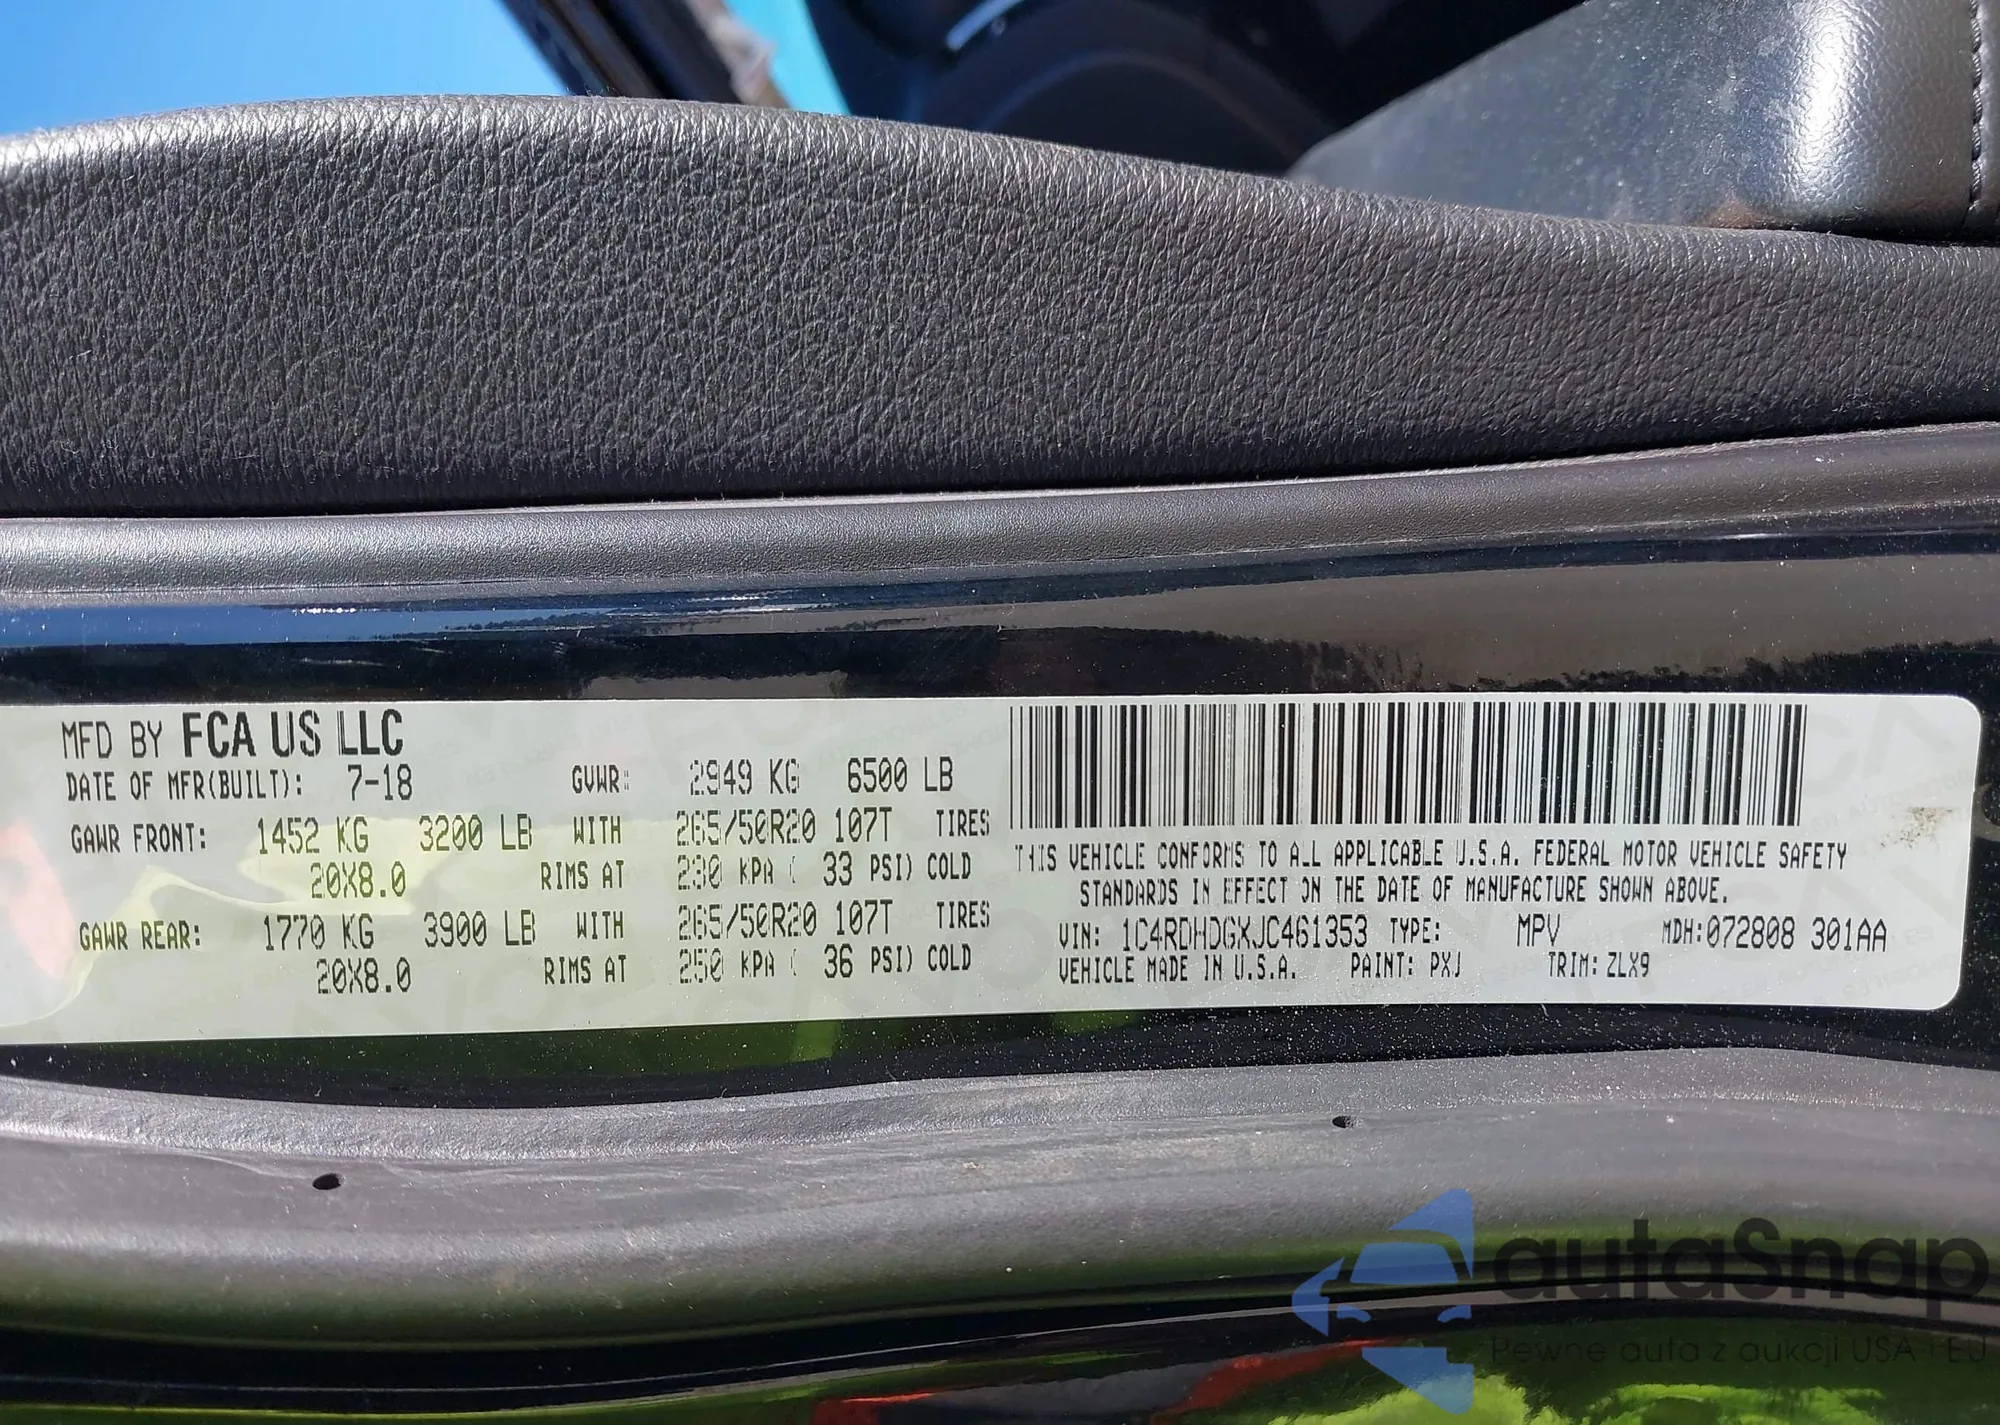 MFD BY FCA US LLC
DATE OF MFR(BUILT): 7-18 GVWR: 2949 KG 6500 LB
GAWR FRONT: 1452 KG 3200 LB WITH 265/50R20 107T TIRES
20X8.0 RIMS AT 230 KPA ( 33 PSI) COLD
GAWR REAR: 1770 KG 3900 LB WITH 265/50R20 107T TIRES
20X8.0 RIMS AT 250 KPA ( 36 PSI) COLD
THIS VEHICLE CONFORMS TO ALL APPLICABLE U.S.A. FEDERAL MOTOR VEHICLE SAFETY
STANDARDS IN EFFECT ON THE DATE OF MANUFACTURE SHOWN ABOVE.
VIN: 1C4RDHDGXJC461353 TYPE: MPV MDH:072808 301AA
VEHICLE MADE IN U.S.A. PAINT: PXJ TRIM: ZLX9
autaSnap
Pewne auta z aukcji USA i EU